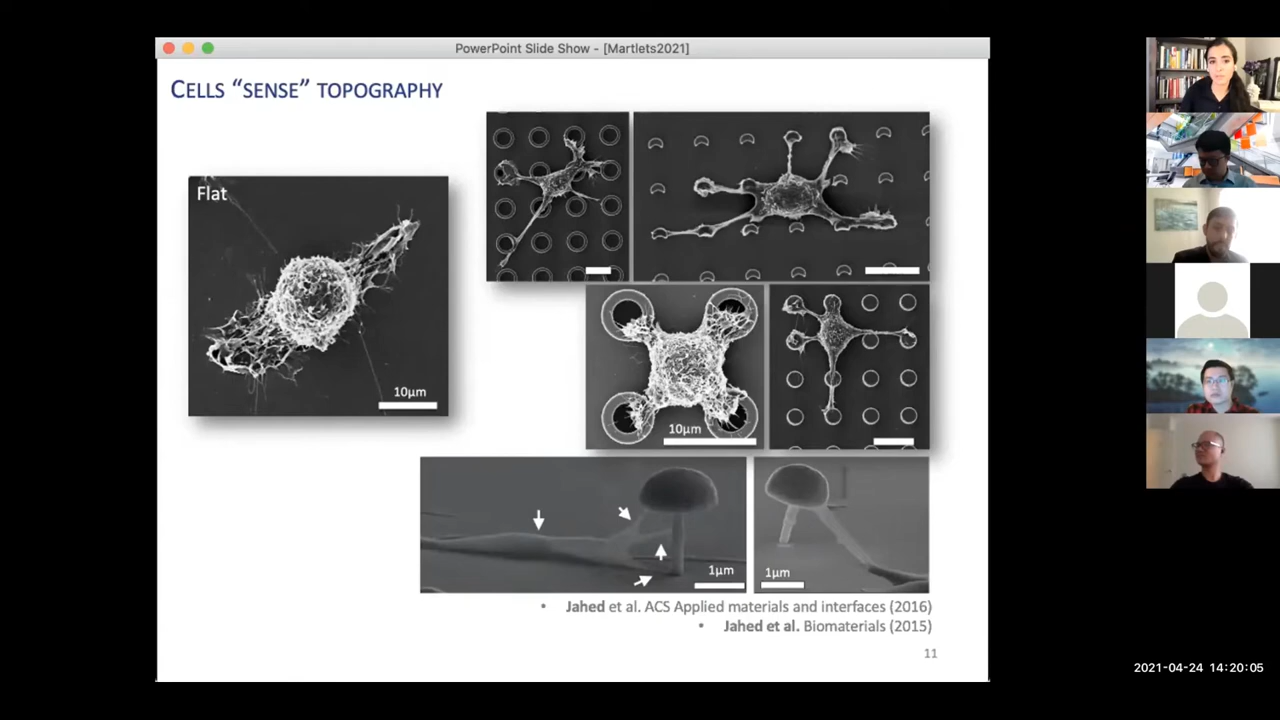 PowerPoint Slide Show - [Martlets2021]
CELLS “SENSE” TOPOGRAPHY
Flat
10µm
10µm
1µm
1µm
• Jahed et al. ACS Applied materials and interfaces (2016)
• Jahed et al. Biomaterials (2015)
11
2021-04-24 14:20:05